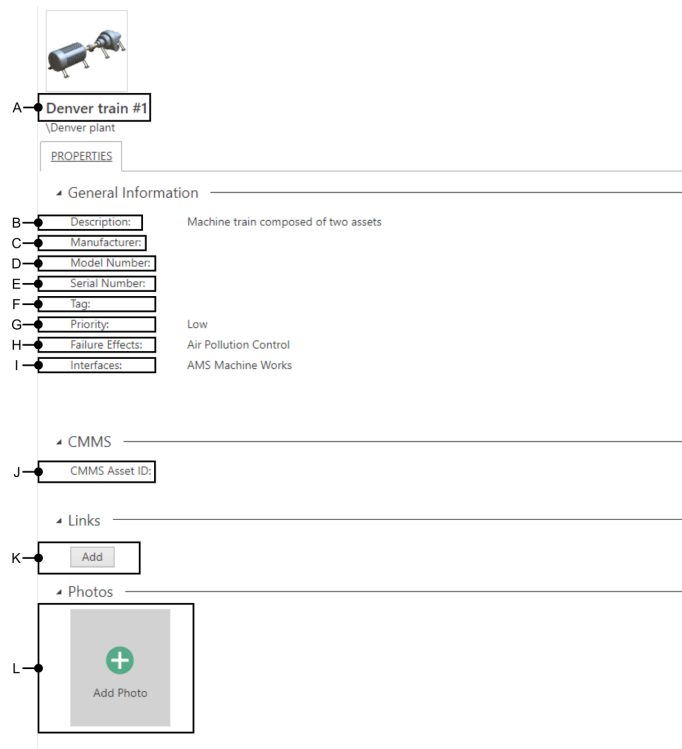 A Denver train #1
\Denver plant
PROPERTIES
General Information
B Description: Machine train composed of two assets
C Manufacturer:
D Model Number:
E Serial Number:
F Tag:
G Priority: Low
H Failure Effects: Air Pollution Control
I Interfaces: AMS Machine Works
CMMS
J CMMS Asset ID:
Links
K Add
Photos
L Add Photo